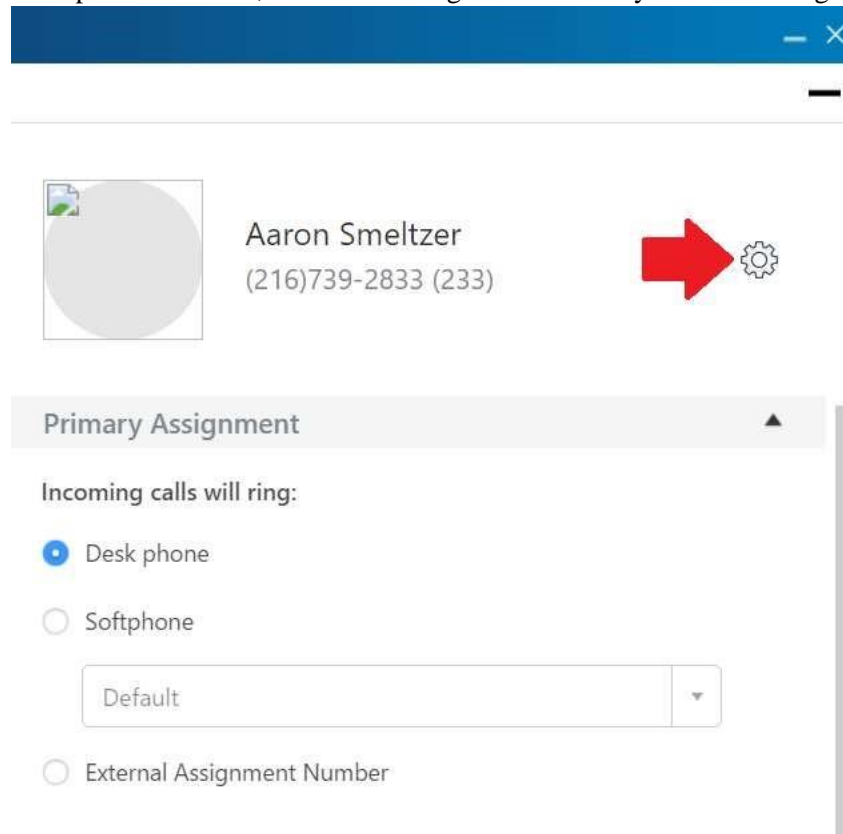 Aaron Smeltzer
(216)739-2833 (233)
Primary Assignment
Incoming calls will ring:
Desk phone
Softphone
Default
External Assignment Number